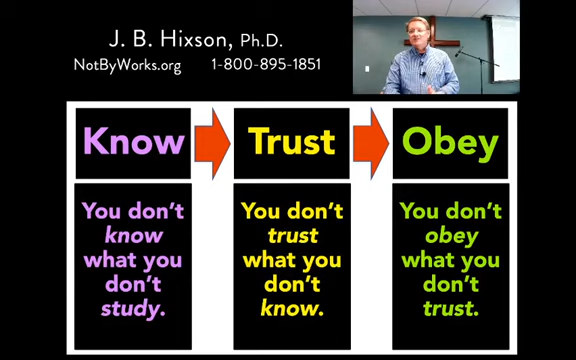 J. B. Hixson, Ph.D.
NotByWorks.org 1-800-895-1851
Know
Trust
Obey
You don't
know
what you
don't
study.
You don't
trust
what you
don't
know.
You don't
obey
what you
don't
trust.